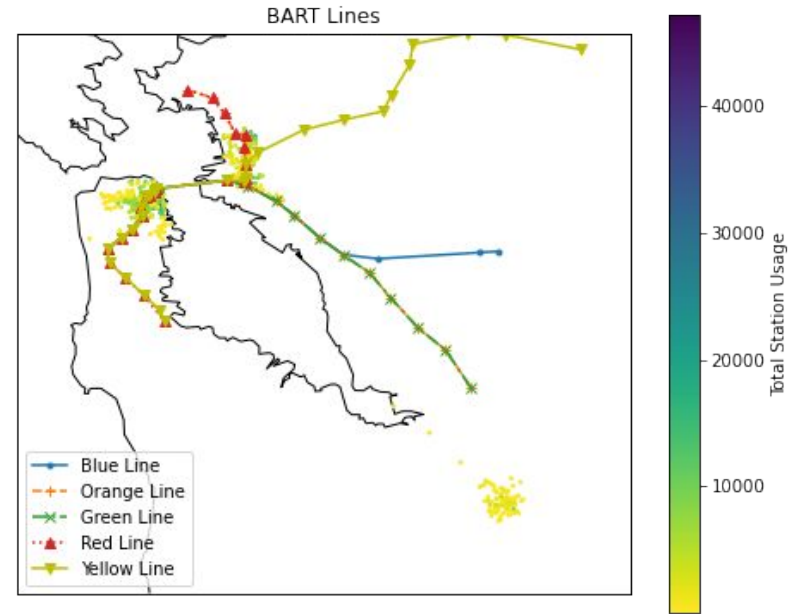 BART Lines
Blue Line
Orange Line
Green Line
Red Line
Yellow Line
40000
30000
20000
10000
Total Station Usage